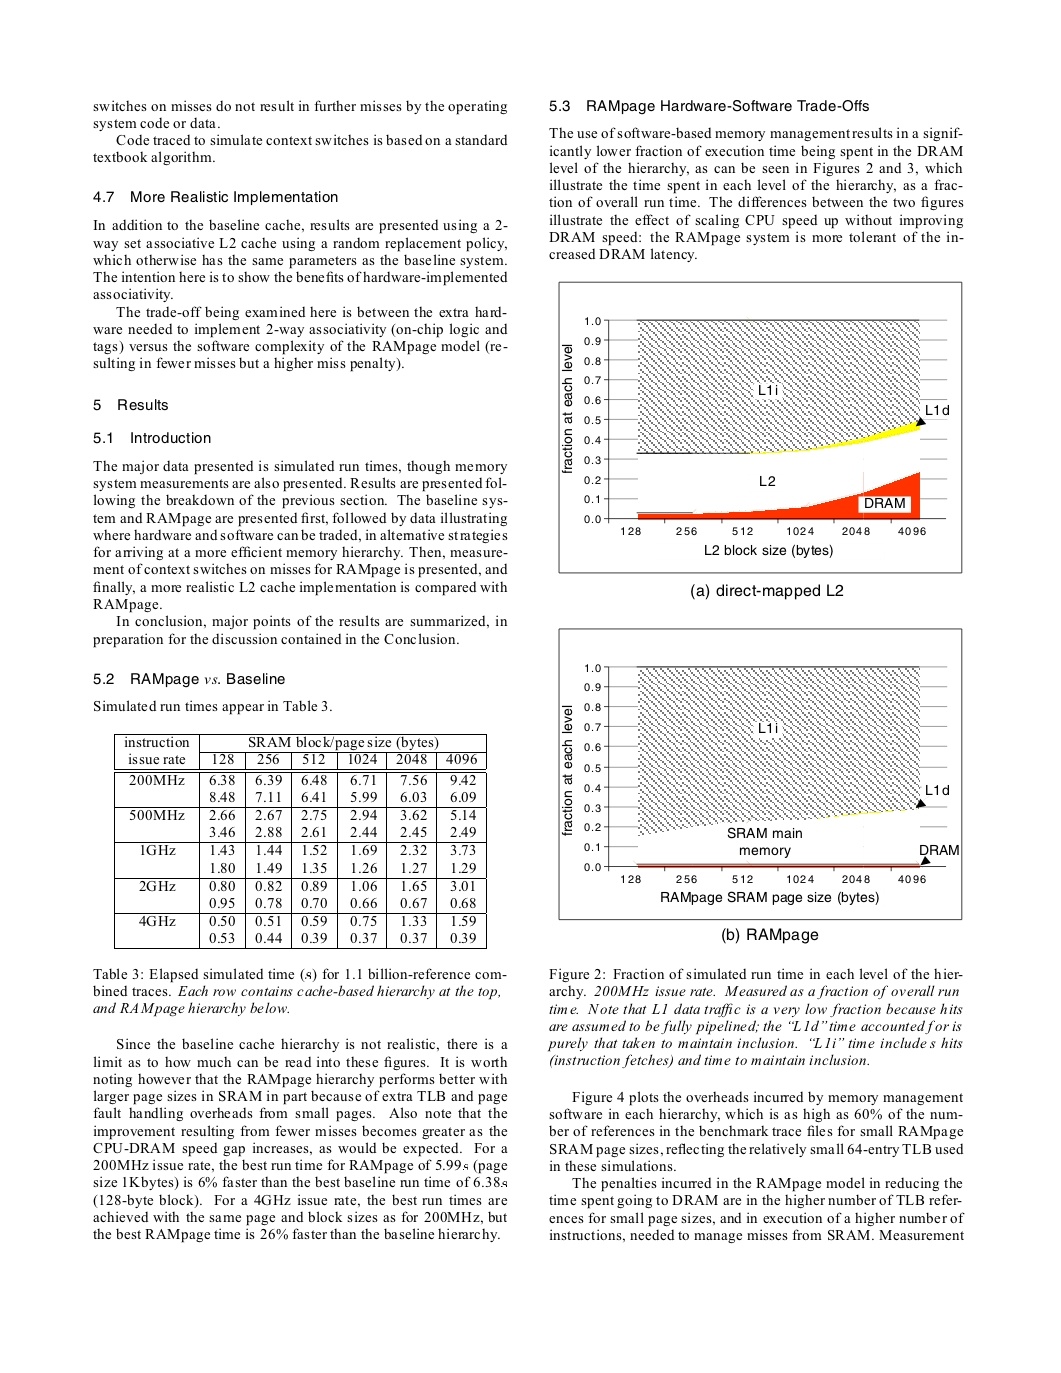 switches on misses do not result in further misses by the operating
system code or data.
Code traced to simulate context switches is based on a standard
textbook algorithm.
4.7 More Realistic Implementation
In addition to the baseline cache, results are presented using a 2-
way set associative L2 cache using a random replacement policy,
which otherwise has the same parameters as the baseline system.
The intention here is to show the benefits of hardware-implemented
associativity.
The trade-off being examined here is between the extra hard-
ware needed to implement 2-way associativity (on-chip logic and
tags) versus the software complexity of the RAMpage model (re-
sulting in fewer misses but a higher miss penalty).
5 Results
5.1 Introduction
The major data presented is simulated run times, though memory
system measurements are also presented. Results are presented fol-
lowing the breakdown of the previous section. The baseline sys-
tem and RAMpage are presented first, followed by data illustrating
where hardware and software can be traded, in alternative strategies
for arriving at a more efficient memory hierarchy. Then, measure-
ment of context switches on misses for RAMpage is presented, and
finally, a more realistic L2 cache implementation is compared with
RAMpage.
In conclusion, major points of the results are summarized, in
preparation for the discussion contained in the Conclusion.
5.2 RAMpage vs. Baseline
Simulated run times appear in Table 3.
instruction SRAM block/page size (bytes)
issue rate 128 256 512 1024 2048 4096
200MHz 6.38 6.39 6.48 6.71 7.56 9.42
8.48 7.11 6.41 5.99 6.03 6.09
500MHz 2.66 2.67 2.75 2.94 3.62 5.14
3.46 2.88 2.61 2.44 2.45 2.49
1GHz 1.43 1.44 1.52 1.69 2.32 3.73
1.80 1.49 1.35 1.26 1.27 1.29
2GHz 0.80 0.82 0.89 1.06 1.65 3.01
0.95 0.78 0.70 0.66 0.67 0.68
4GHz 0.50 0.51 0.59 0.75 1.33 1.59
0.53 0.44 0.39 0.37 0.37 0.39
Table 3: Elapsed simulated time (s) for 1.1 billion-reference com-
bined traces. Each row contains cache-based hierarchy at the top,
and RAMpage hierarchy below.
Since the baseline cache hierarchy is not realistic, there is a
limit as to how much can be read into these figures. It is worth
noting however that the RAMpage hierarchy performs better with
larger page sizes in SRAM in part because of extra TLB and page
fault handling overheads from small pages. Also note that the
improvement resulting from fewer misses becomes greater as the
CPU-DRAM speed gap increases, as would be expected. For a
200MHz issue rate, the best run time for RAMpage of 5.99s (page
size 1Kbytes) is 6% faster than the best baseline run time of 6.38s
(128-byte block). For a 4GHz issue rate, the best run times are
achieved with the same page and block sizes as for 200MHz, but
the best RAMpage time is 26% faster than the baseline hierarchy.
5.3 RAMpage Hardware-Software Trade-Offs
The use of software-based memory management results in a signif-
icantly lower fraction of execution time being spent in the DRAM
level of the hierarchy, as can be seen in Figures 2 and 3, which
illustrate the time spent in each level of the hierarchy, as a frac-
tion of overall run time. The differences between the two figures
illustrate the effect of scaling CPU speed up without improving
DRAM speed: the RAMpage system is more tolerant of the in-
creased DRAM latency.
fraction at each level
1.0
0.9
0.8
0.7
0.6
0.5
0.4
0.3
0.2
0.1
0.0
L1i
L1d
L2
DRAM
128 256 512 1024 2048 4096
L2 block size (bytes)
(a) direct-mapped L2
fraction at each level
1.0
0.9
0.8
0.7
0.6
0.5
0.4
0.3
0.2
0.1
0.0
L1i
L1d
SRAM main
memory
DRAM
128 256 512 1024 2048 4096
RAMpage SRAM page size (bytes)
(b) RAMpage
Figure 2: Fraction of simulated run time in each level of the hier-
archy. 200MHz issue rate. Measured as a fraction of overall run
time. Note that L1 data traffic is a very low fraction because hits
are assumed to be fully pipelined; the “L1d” time accounted for is
purely that taken to maintain inclusion. “L1i” time includes hits
(instruction fetches) and time to maintain inclusion.
Figure 4 plots the overheads incurred by memory management
software in each hierarchy, which is as high as 60% of the num-
ber of references in the benchmark trace files for small RAMpage
SRAM page sizes, reflecting the relatively small 64-entry TLB used
in these simulations.
The penalties incurred in the RAMpage model in reducing the
time spent going to DRAM are in the higher number of TLB refer-
ences for small page sizes, and in execution of a higher number of
instructions, needed to manage misses from SRAM. Measurement